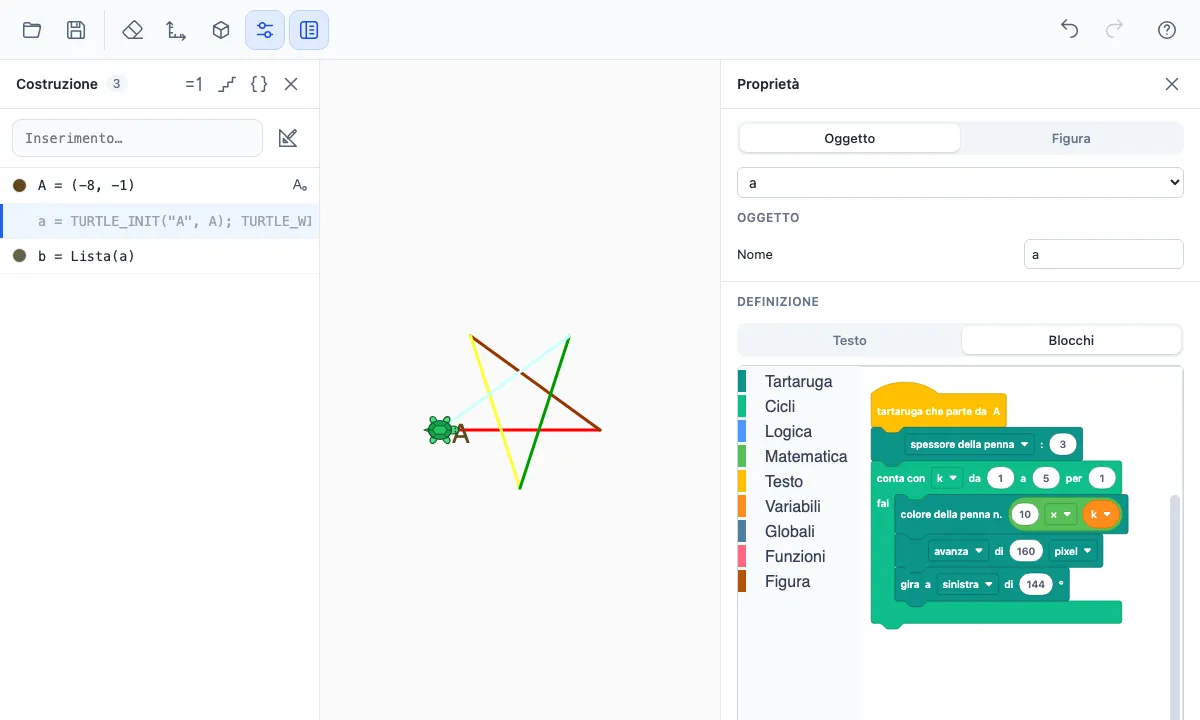 Costruzione 3
=1 {}
Inserimento…
A = (−8, −1)
a = TURTLE_INIT("A", A); TURTLE_WI
b = Lista(a)
A
Proprietà
Oggetto Figura
a
OGGETTO
Nome a
DEFINIZIONE
Testo Blocchi
Tartaruga
Cicli
Logica
Matematica
Testo
Variabili
Globali
Funzioni
Figura
tartaruga che parte da A
spessore della penna : 3
conta con k da 1 a 5 per 1
fai
colore della penna n. 10 × k
avanza di 160 pixel
gira a sinistra di 144 °